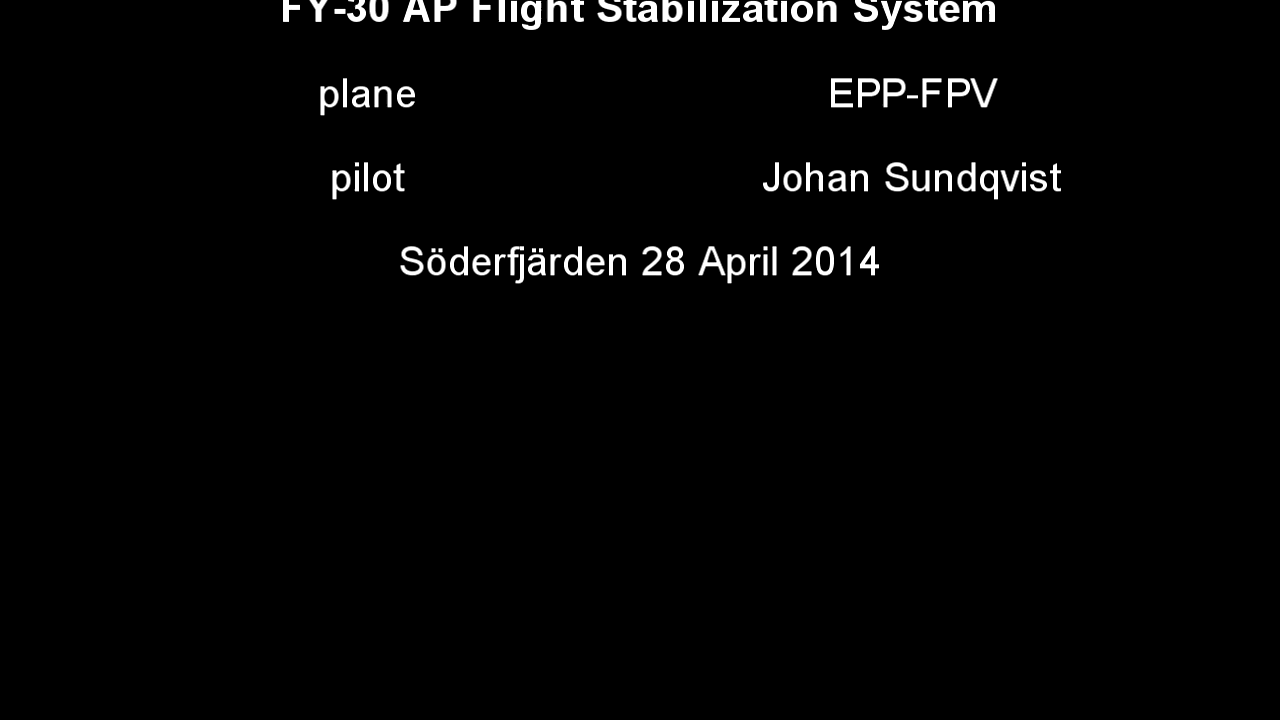 FY-30 AP Flight Stabilization System
plane EPP-FPV
pilot Johan Sundqvist
Söderfjärden 28 April 2014